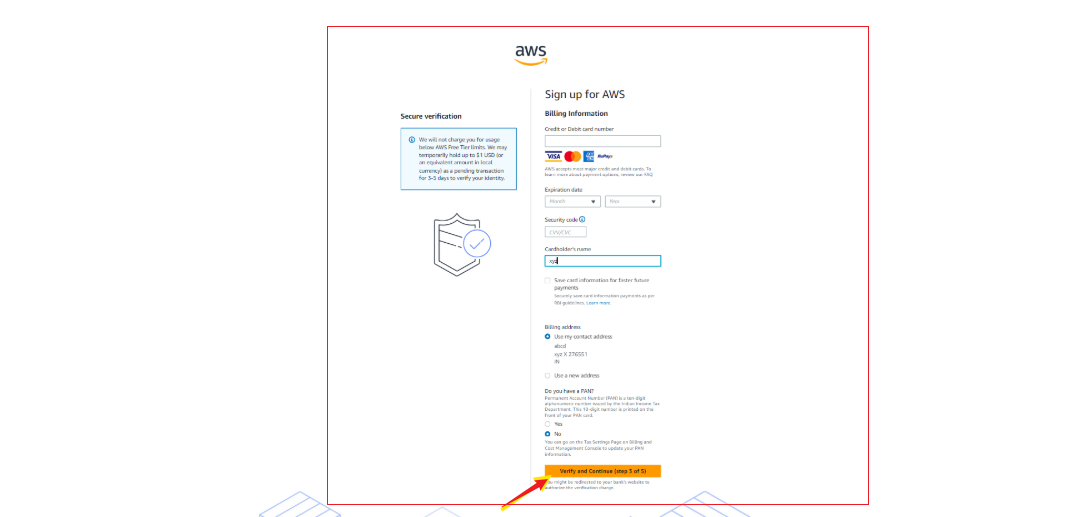 aws
Sign up for AWS
Secure verification
We will not charge you for usage
below AWS Free Tier limits. We may
temporarily hold up to $1 USD (or
an equivalent amount in local
currency) as a pending transaction
for 3-5 days to verify your identity.
Billing Information
Credit or Debit card number
VISA RuPay
AWS accepts most major credit and debit cards. To
learn more about payment options, review our FAQ
Expiration date
Month
Security code
CVV/CVC
Cardholder's name
xyz
Save card information for faster future
payments
Securely save card information payments as per
RBI guidelines. Learn more
Billing address
Use my contact address
abcd
xyz X 276551
IN
Use a new address
Do you have a PAN?
Permanent Account Number (PAN) is a ten-digit
alphanumeric number issued by the Indian Income Tax
Department. This 10-digit number is printed on the
front of your PAN card.
Yes
No
You can go on the Tax Settings Page on Billing and
Cost Management Console to update your PAN
information.
Verify and Continue (step 3 of 5)
You might be redirected to your bank's website to
authorize the verification charge.